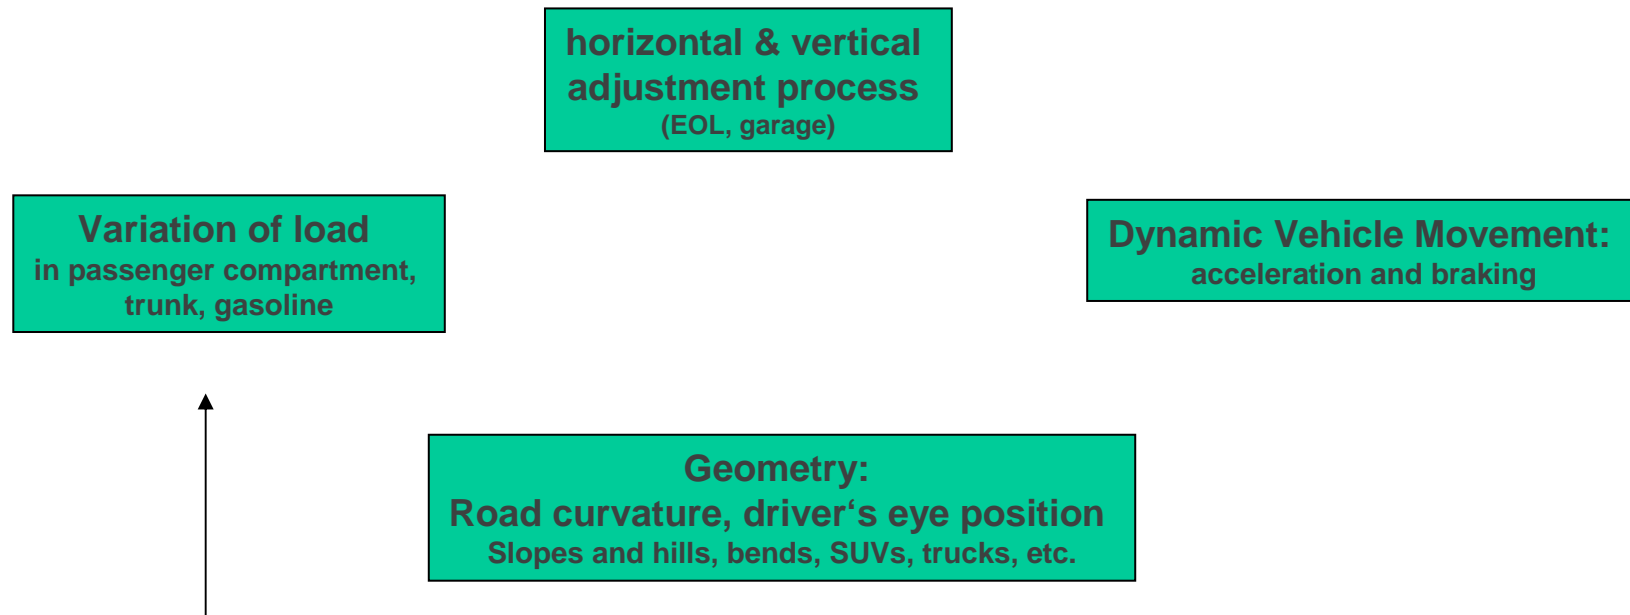 horizontal & vertical
adjustment process
(EOL, garage)
Variation of load
in passenger compartment,
trunk, gasoline
Dynamic Vehicle Movement:
acceleration and braking
Geometry:
Road curvature, driver‘s eye position
Slopes and hills, bends, SUVs, trucks, etc.